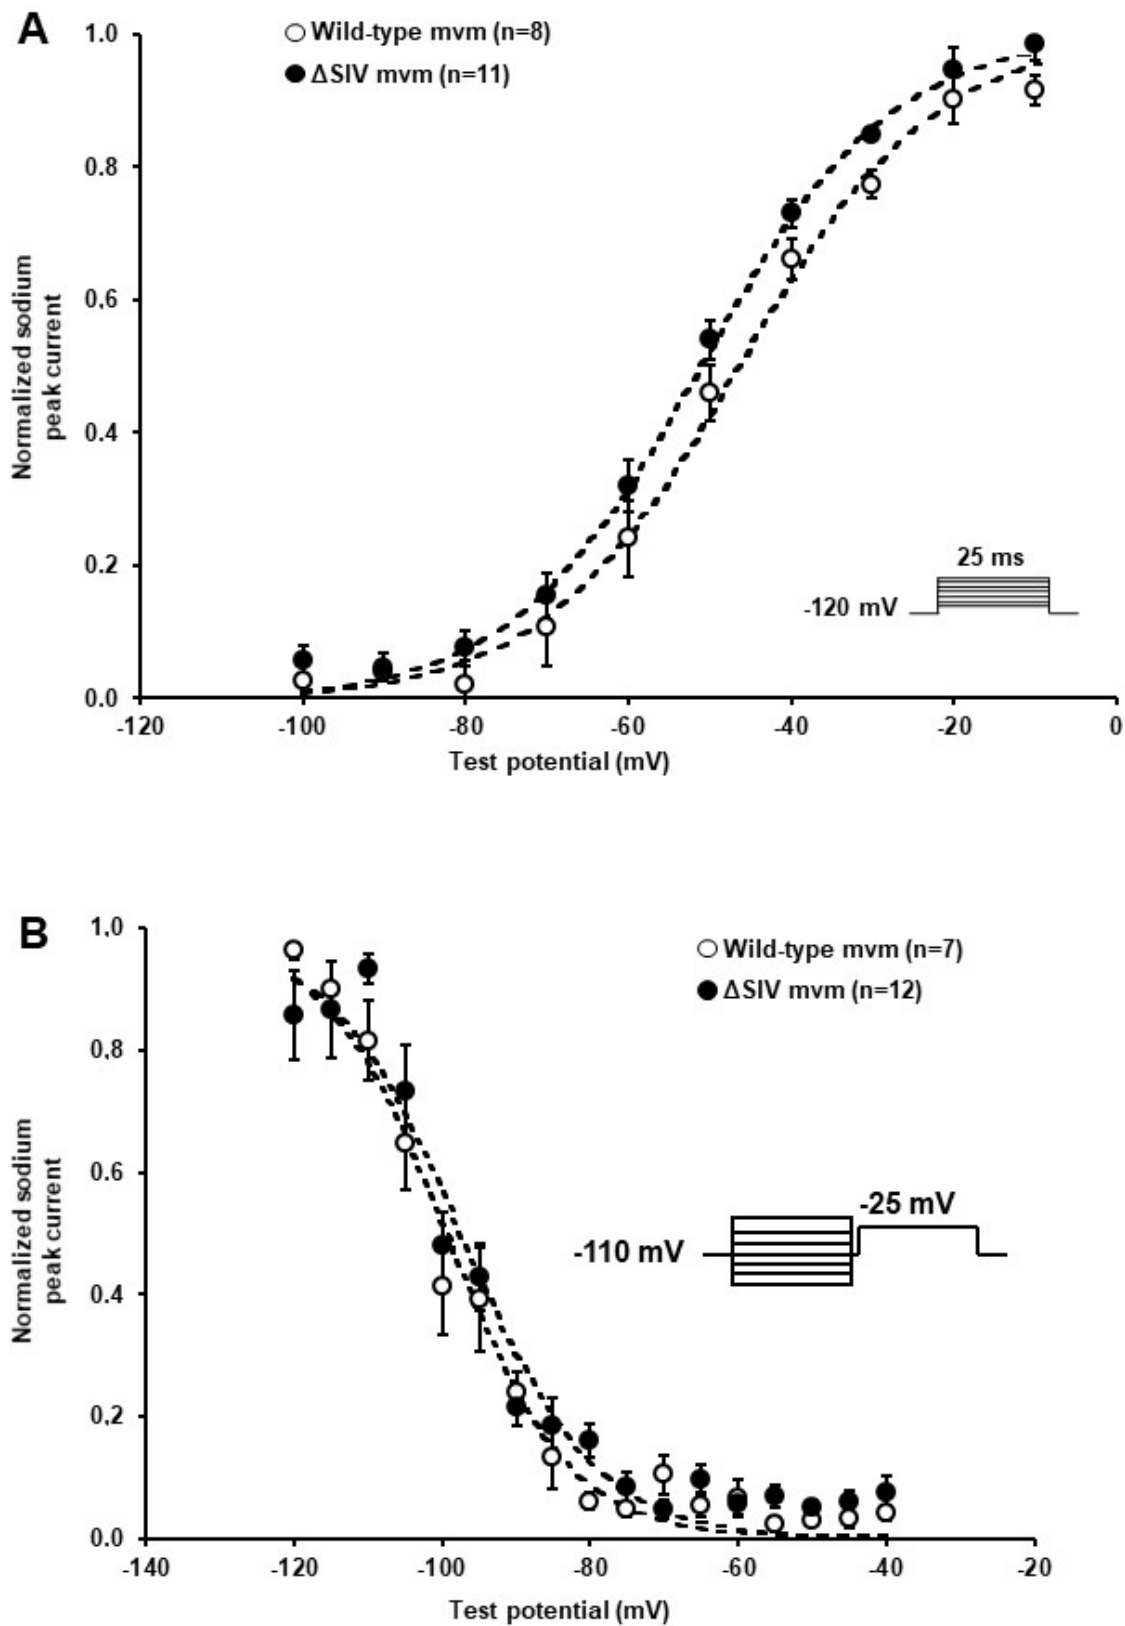 A
Wild-type mvm (n=8)
ΔSIV mvm (n=11)
1.0
0.8
0.6
0.4
0.2
0.0
Normalized sodium
peak current
25 ms
-120 mV
-120
-100
-80
-60
-40
-20
0
Test potential (mV)
B
Wild-type mvm (n=7)
ΔSIV mvm (n=12)
1.0
0.8
0.6
0.4
0.2
0.0
Normalized sodium
peak current
-25 mV
-110 mV
-140
-120
-100
-80
-60
-40
-20
Test potential (mV)